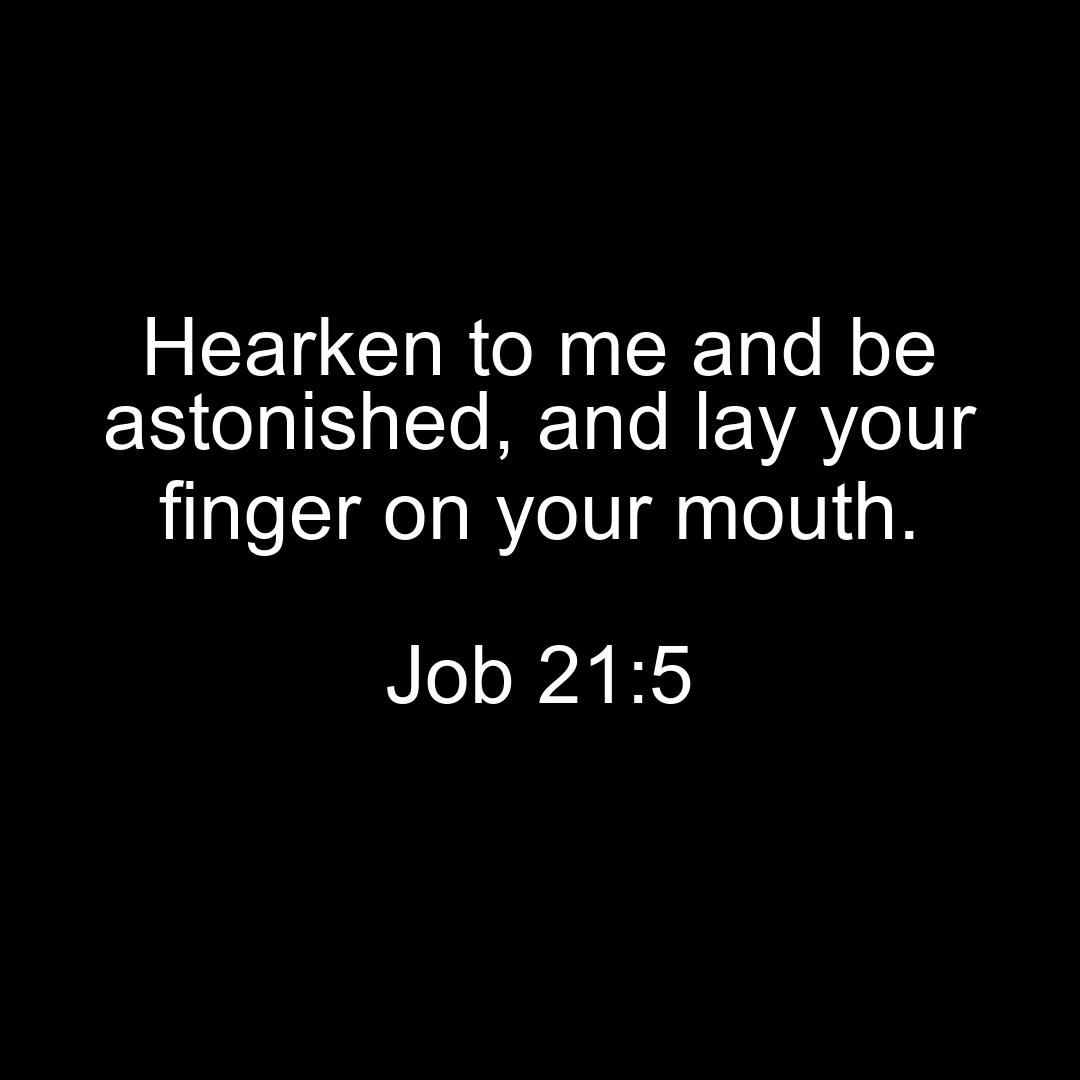 Hearken to me and be
astonished, and lay your
finger on your mouth.
Job 21:5